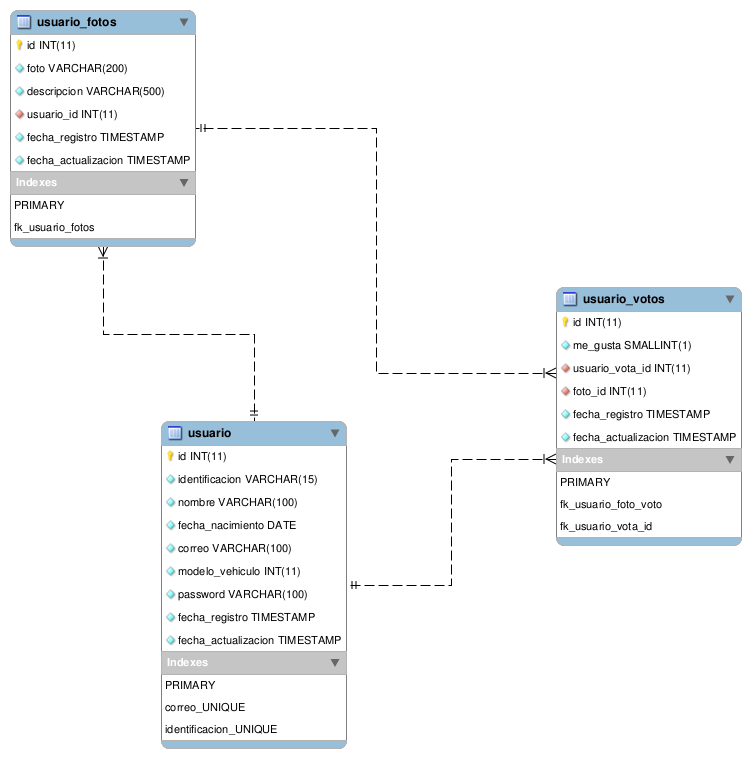 usuario_fotos
id INT(11)
foto VARCHAR(200)
descripcion VARCHAR(500)
usuario_id INT(11)
fecha_registro TIMESTAMP
fecha_actualizacion TIMESTAMP
Indexes
PRIMARY
fk_usuario_fotos
usuario_votos
id INT(11)
me_gusta SMALLINT(1)
usuario_vota_id INT(11)
foto_id INT(11)
fecha_registro TIMESTAMP
fecha_actualizacion TIMESTAMP
Indexes
PRIMARY
fk_usuario_foto_voto
fk_usuario_vota_id
usuario
id INT(11)
identificacion VARCHAR(15)
nombre VARCHAR(100)
fecha_nacimiento DATE
correo VARCHAR(100)
modelo_vehiculo INT(11)
password VARCHAR(100)
fecha_registro TIMESTAMP
fecha_actualizacion TIMESTAMP
Indexes
PRIMARY
correo_UNIQUE
identificacion_UNIQUE